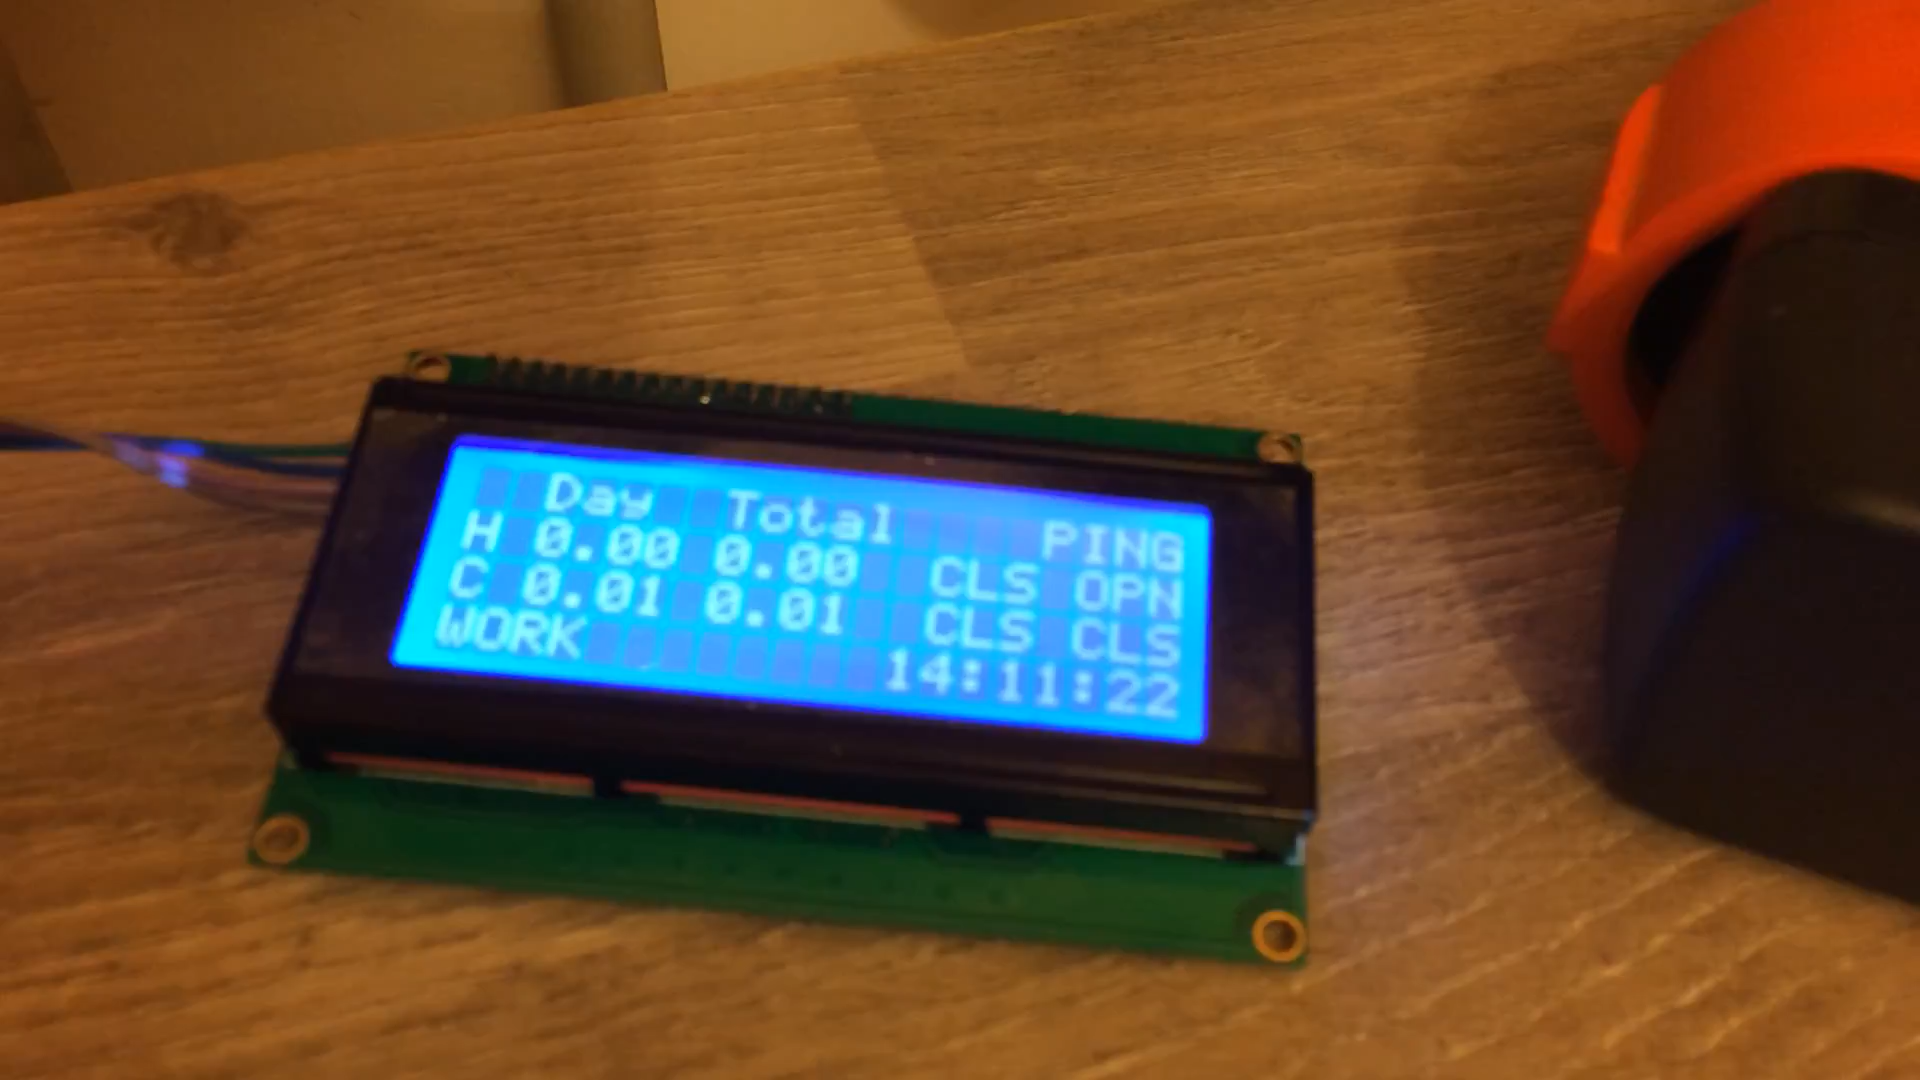 Day Total PING
H 0.00 0.00 CLS OPN
C 0.01 0.01 CLS CLS
WORK 14:11:22